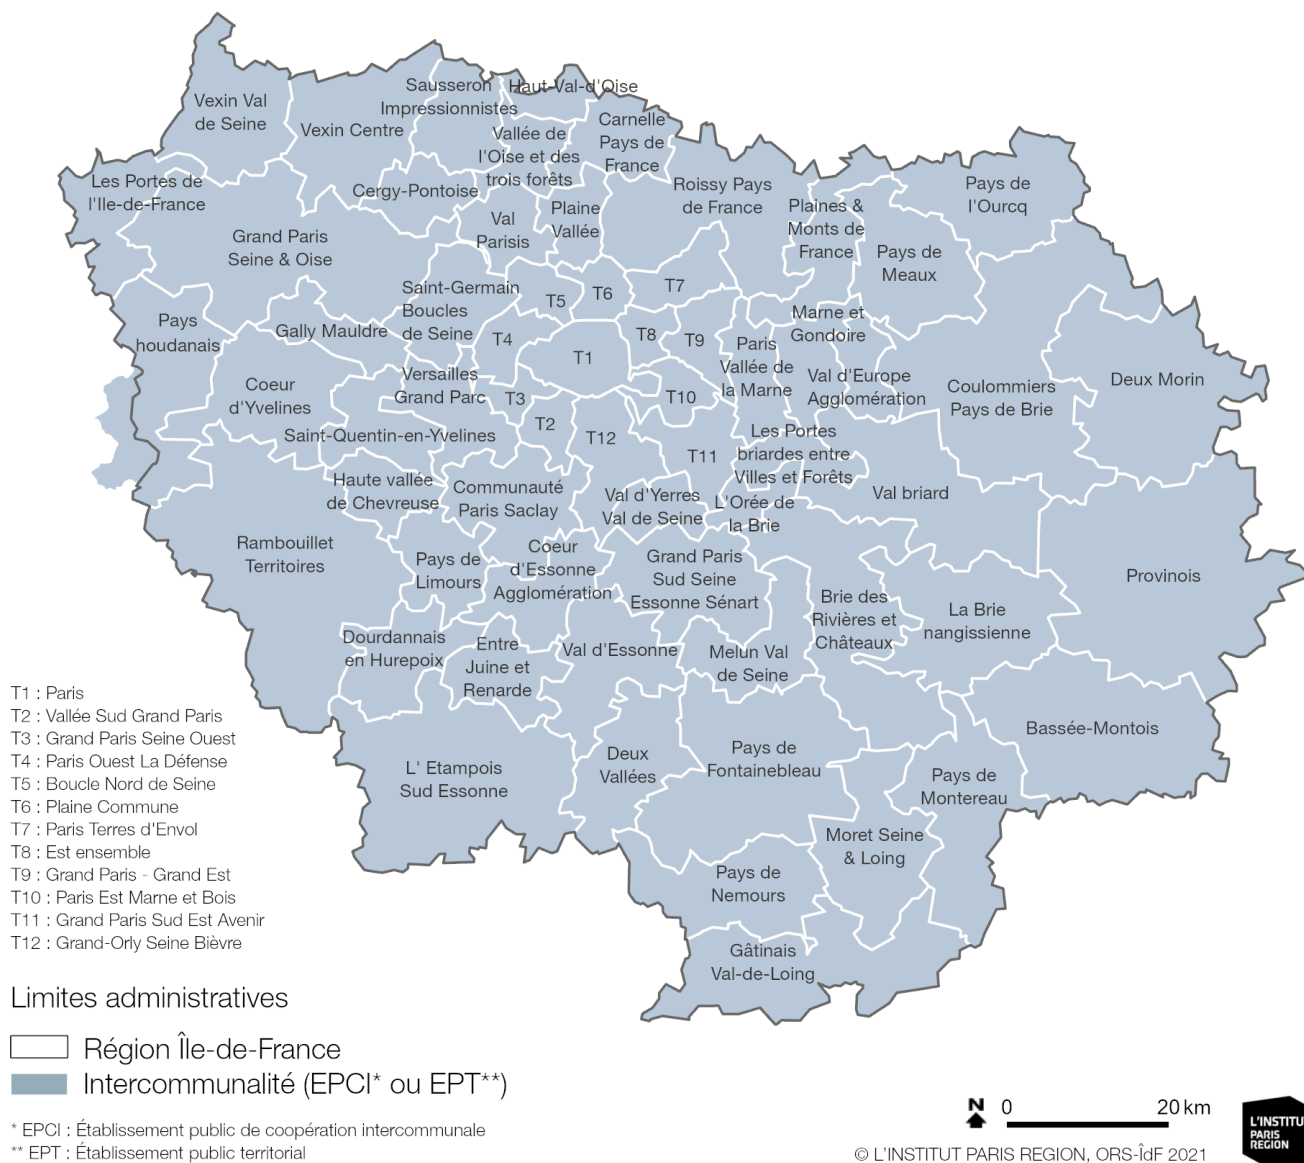 Vexin Val
de Seine
Vexin Centre
Sausseron
Impressionnistes
Haut-Val-d'Oise
Vallée de
l'Oise et des
trois forêts
Carnelle
Pays de
France
Les Portes de
l'Ile-de-France
Cergy-Pontoise
Val
Parisis
Plaine
Vallée
Roissy Pays
de France
Plaines &
Monts de
France
Pays de
l'Ourcq
Pays de
Meaux
Grand Paris
Seine & Oise
Saint-Germain
Boucles
de Seine
T5
T6
T7
Pays
houdanais
Gally Mauldre
T4
T1
T8
T9
Marne et
Gondoire
Paris
Vallée de
la Marne
Val d'Europe
Agglomération
Coulommiers
Pays de Brie
Deux Morin
Coeur
d'Yvelines
Versailles
Grand Parc
T3
T10
T2
T12
Saint-Quentin-en-Yvelines
T11
Les Portes
briardes entre
Villes et Forêts
Val briard
Haute vallée
de Chevreuse
Communauté
Paris Saclay
Val d'Yerres
Val de Seine
L'Orée de
la Brie
Rambouillet
Territoires
Pays de
Limours
Coeur
d'Essonne
Agglomération
Grand Paris
Sud Seine
Essonne Sénart
Brie des
Rivières et
Châteaux
La Brie
nangissienne
Provinois
Dourdannais
en Hurepoix
Entre
Juine et
Renarde
Val d'Essonne
Melun Val
de Seine
Bassée-Montois
L' Etampois
Sud Essonne
Deux
Vallées
Pays de
Fontainebleau
Pays de
Montereau
Moret Seine
& Loing
Pays de
Nemours
Gâtinais
Val-de-Loing
T1 : Paris
T2 : Vallée Sud Grand Paris
T3 : Grand Paris Seine Ouest
T4 : Paris Ouest La Défense
T5 : Boucle Nord de Seine
T6 : Plaine Commune
T7 : Paris Terres d'Envol
T8 : Est ensemble
T9 : Grand Paris - Grand Est
T10 : Paris Est Marne et Bois
T11 : Grand Paris Sud Est Avenir
T12 : Grand-Orly Seine Bièvre
Limites administratives
Région Île-de-France
Intercommunalité (EPCI* ou EPT**)
* EPCI : Établissement public de coopération intercommunale
** EPT : Établissement public territorial
N
0 20 km
© L'INSTITUT PARIS REGION, ORS-ÎdF 2021
L'INSTITU
PARIS
REGION